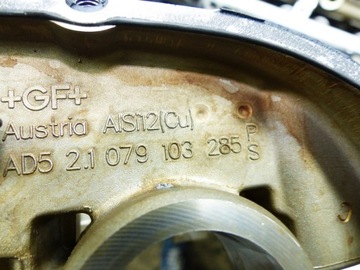 +GF+
Austria AlSi12(Cu)
AD5 2.1 079 103 285 P
S